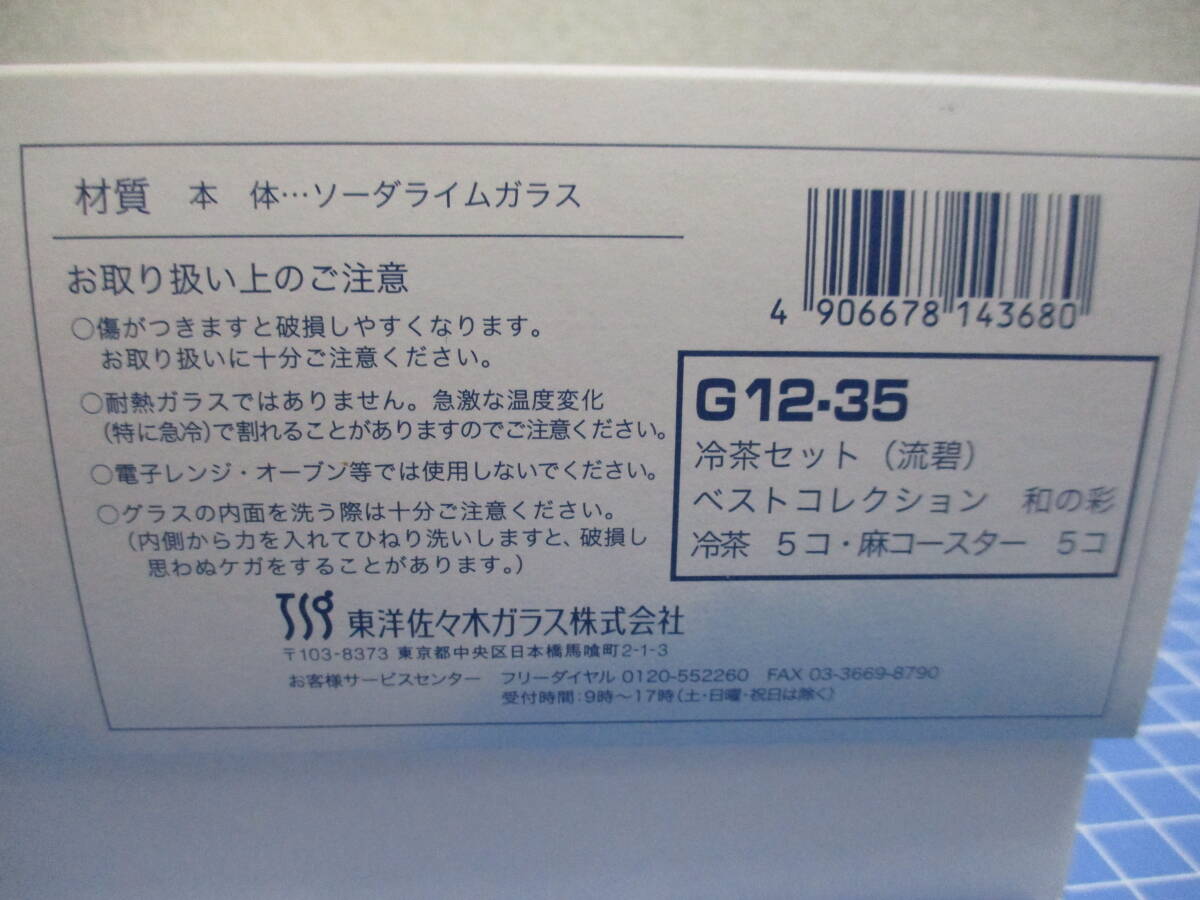 材質　本　体…ソーダライムガラス
お取り扱い上のご注意
○傷がつきますと破損しやすくなります。
お取り扱いに十分ご注意ください。
○耐熱ガラスではありません。急激な温度変化
(特に急冷)で割れることがありますのでご注意ください。
○電子レンジ・オーブン等では使用しないでください。
○グラスの内面を洗う際は十分ご注意ください。
(内側から力を入れてひねり洗いしますと、破損し
思わぬケガをすることがあります。)
4 906678 143680
G12-35
冷茶セット（流碧）
ベストコレクション　和の彩
冷茶　5コ・麻コースター　5コ
TSg 東洋佐々木ガラス株式会社
〒103-8373 東京都中央区日本橋馬喰町2-1-3
お客様サービスセンター　フリーダイヤル 0120-552260　FAX 03-3669-8790
受付時間:9時～17時(土・日曜・祝日は除く)